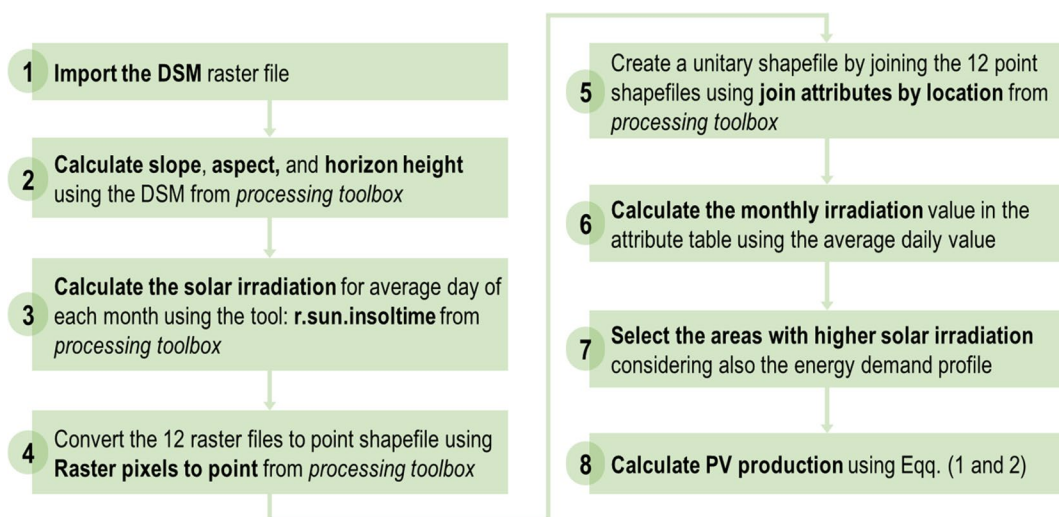 1 Import the DSM raster file
2 Calculate slope, aspect, and horizon height
using the DSM from processing toolbox
3 Calculate the solar irradiation for average day of
each month using the tool: r.sun.insoltime from
processing toolbox
4 Convert the 12 raster files to point shapefile using
Raster pixels to point from processing toolbox
5 Create a unitary shapefile by joining the 12 point
shapefiles using join attributes by location from
processing toolbox
6 Calculate the monthly irradiation value in the
attribute table using the average daily value
7 Select the areas with higher solar irradiation
considering also the energy demand profile
8 Calculate PV production using Eqq. (1 and 2)